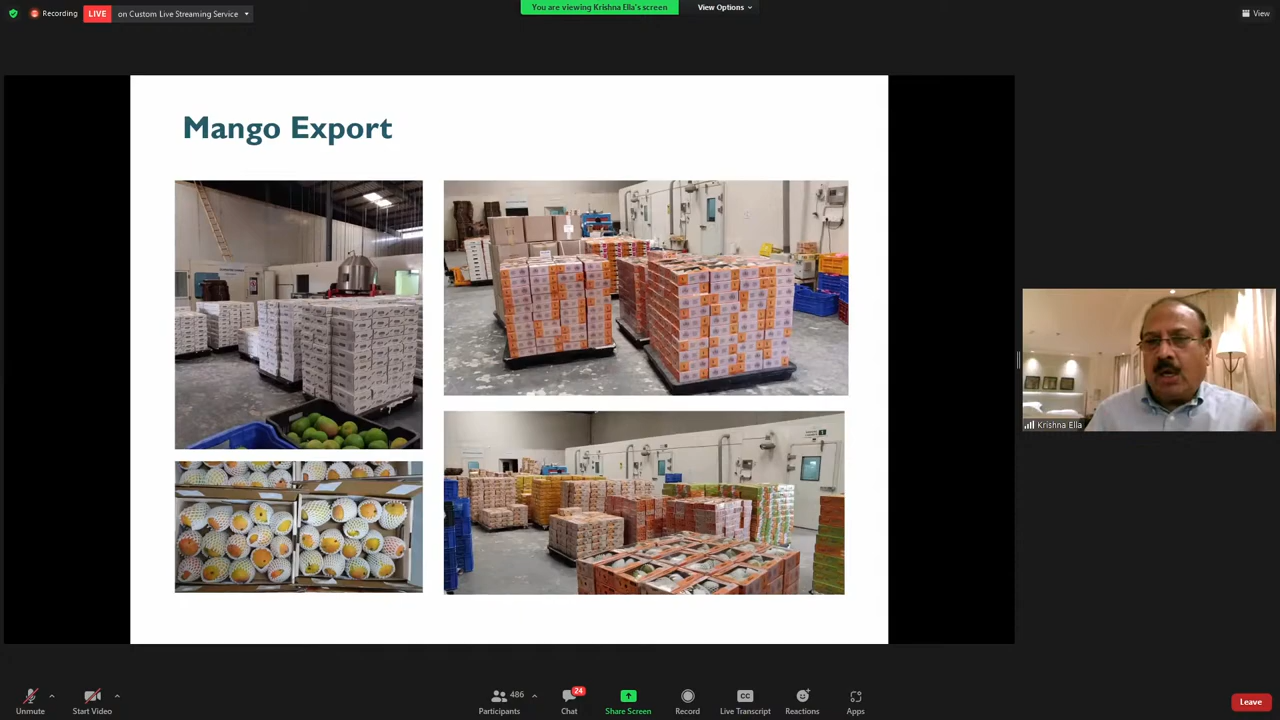 Recording
LIVE
on Custom Live Streaming Service
You are viewing Krishna Ella's screen
View Options
View
Mango Export
Krishna Ella
Unmute
Start Video
486
Participants
24
Chat
Share Screen
Record
CC
Live Transcript
Reactions
Apps
Leave